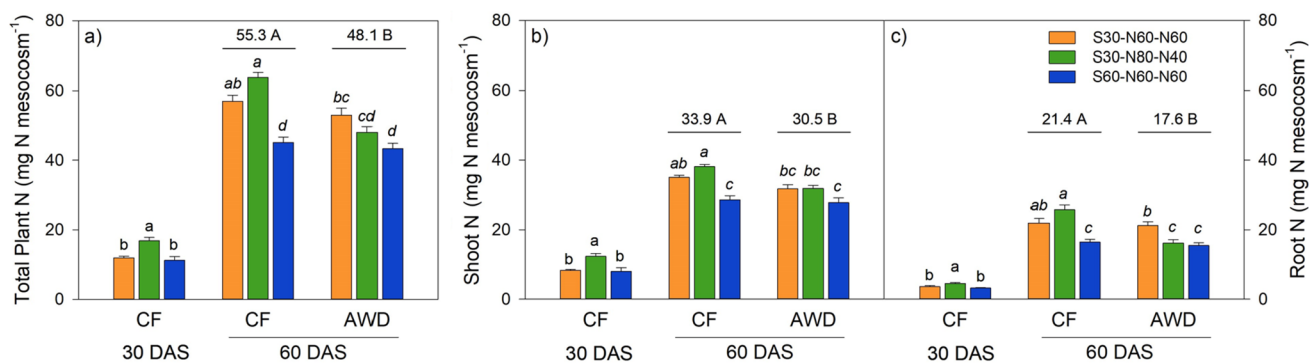 a)
55.3 A
48.1 B
a
ab
bc
cd
d
d
b
a
b
80
60
40
20
0
Total Plant N (mg N mesocosm-1)
CF
CF
AWD
30 DAS
60 DAS
b)
33.9 A
30.5 B
ab
a
c
bc
bc
c
b
a
b
80
60
40
20
0
Shoot N (mg N mesocosm-1)
CF
CF
AWD
30 DAS
60 DAS
c)
S30-N60-N60
S30-N80-N40
S60-N60-N60
21.4 A
17.6 B
ab
a
c
b
c
c
b
a
b
80
60
40
20
0
Root N (mg N mesocosm-1)
CF
CF
AWD
30 DAS
60 DAS